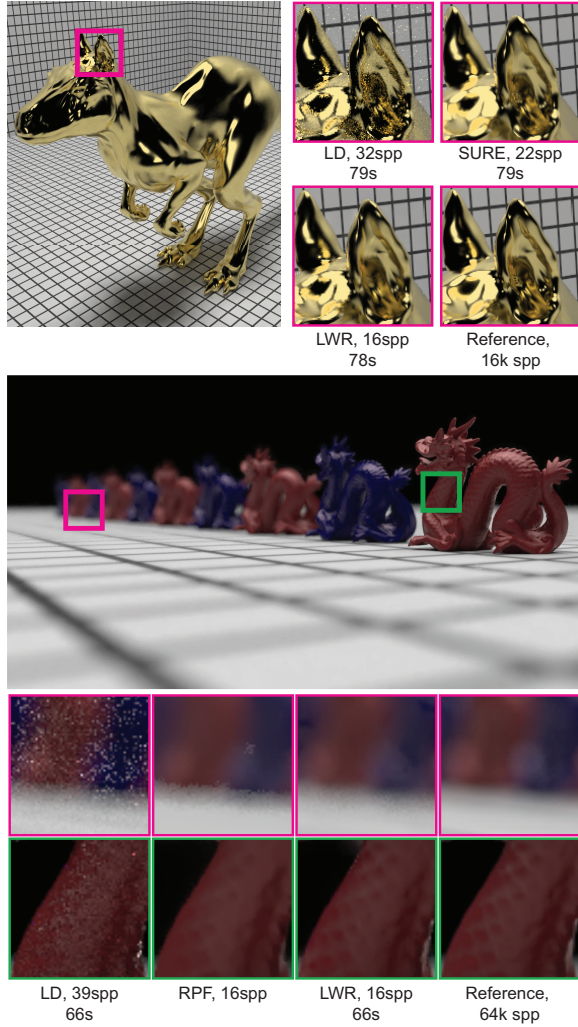 LD, 32spp
79s
SURE, 22spp
79s
LWR, 16spp
78s
Reference,
16k spp
LD, 39spp
66s
RPF, 16spp
LWR, 16spp
66s
Reference,
64k spp